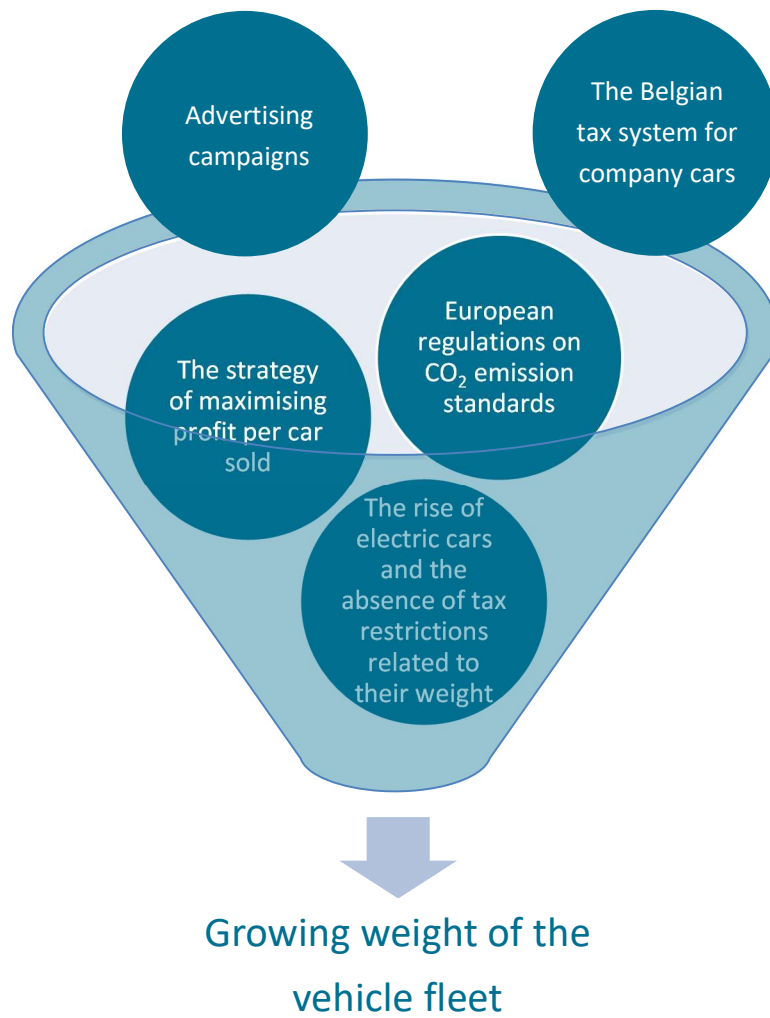 Advertising
campaigns
The Belgian
tax system for
company cars
European
regulations on
CO₂ emission
standards
The strategy
of maximising
profit per car
sold
The rise of
electric cars
and the
absence of tax
restrictions
related to
their weight
Growing weight of the
vehicle fleet